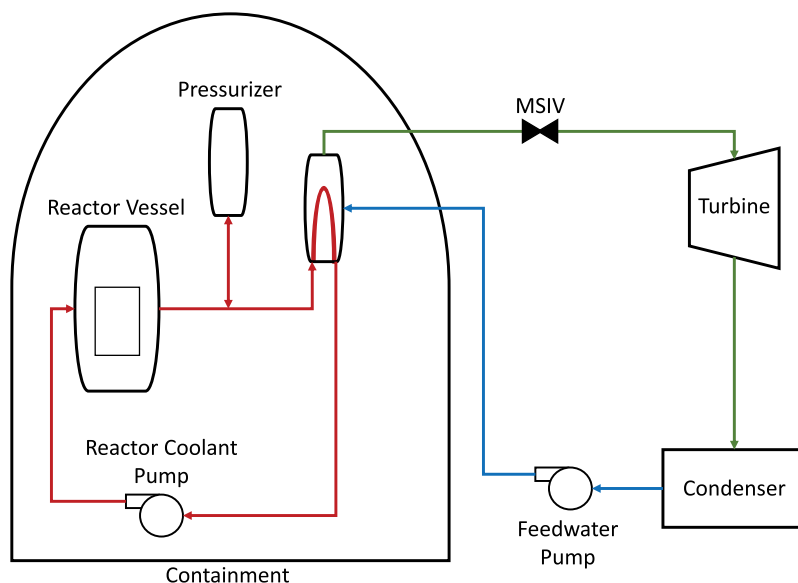 Pressurizer
MSIV
Reactor Vessel
Turbine
Reactor Coolant
Pump
Condenser
Feedwater
Pump
Containment